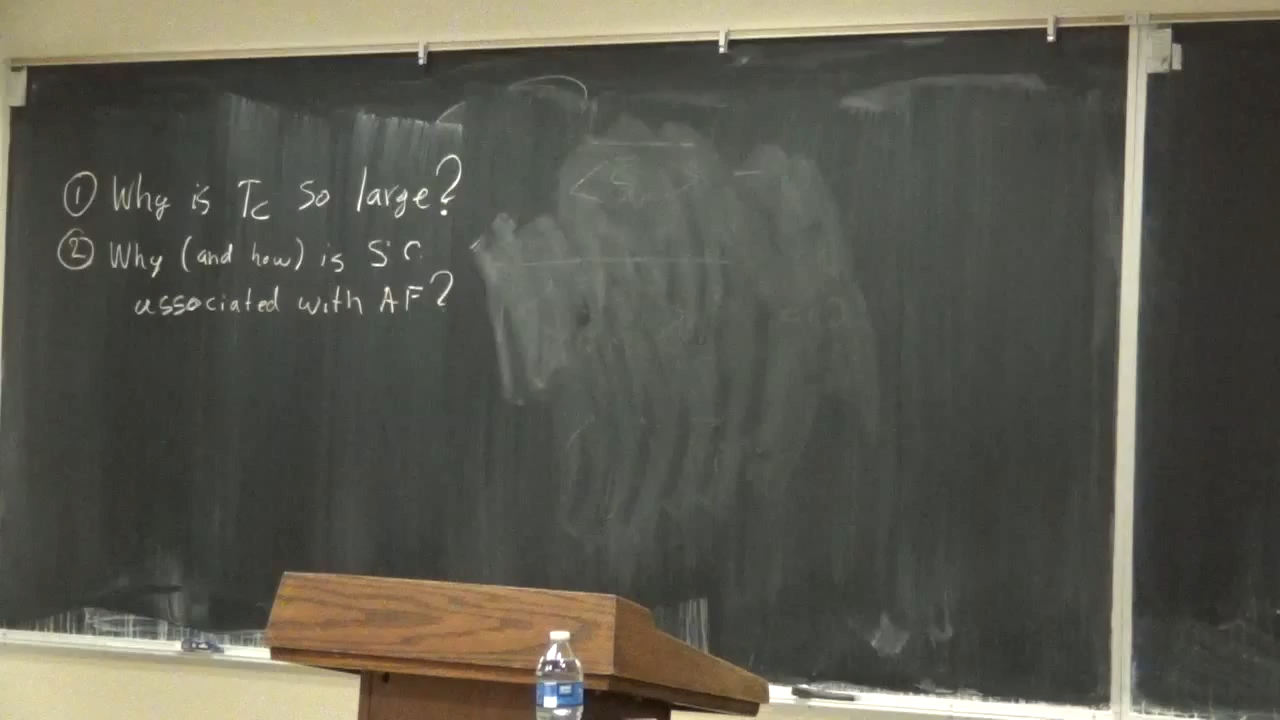 ① Why is Tc so large?
② Why (and how) is SC
associated with AF?